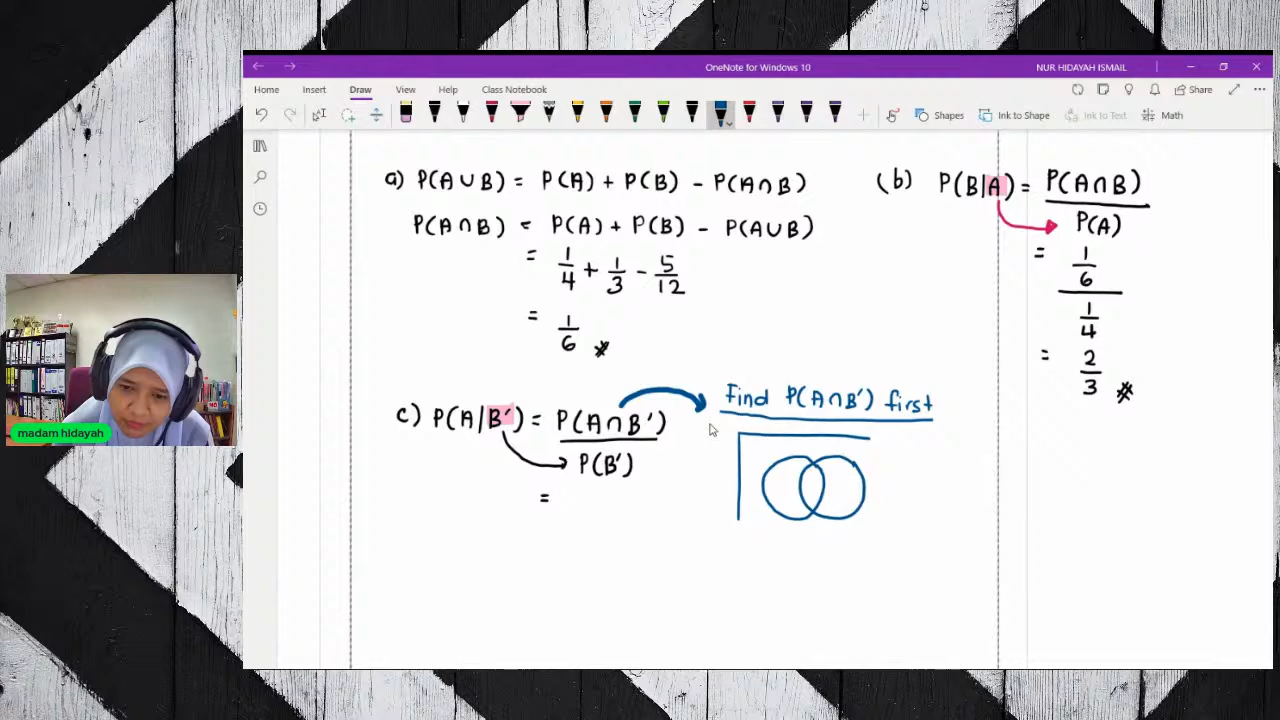 OneNote for Windows 10
NUR HIDAYAH ISMAIL
Home Insert Draw View Help Class Notebook
Share
Shapes Ink to Shape Ink to Text Math
a) P(A∪B) = P(A) + P(B) - P(A∩B)
P(A∩B) = P(A) + P(B) - P(A∪B)
= 1/4 + 1/3 - 5/12
= 1/6 *
(b) P(B|A) = P(A∩B)/P(A)
= 1/6 / 1/4
= 2/3 *
c) P(A|B') = P(A∩B')/P(B')
=
Find P(A∩B') first
madam hidayah